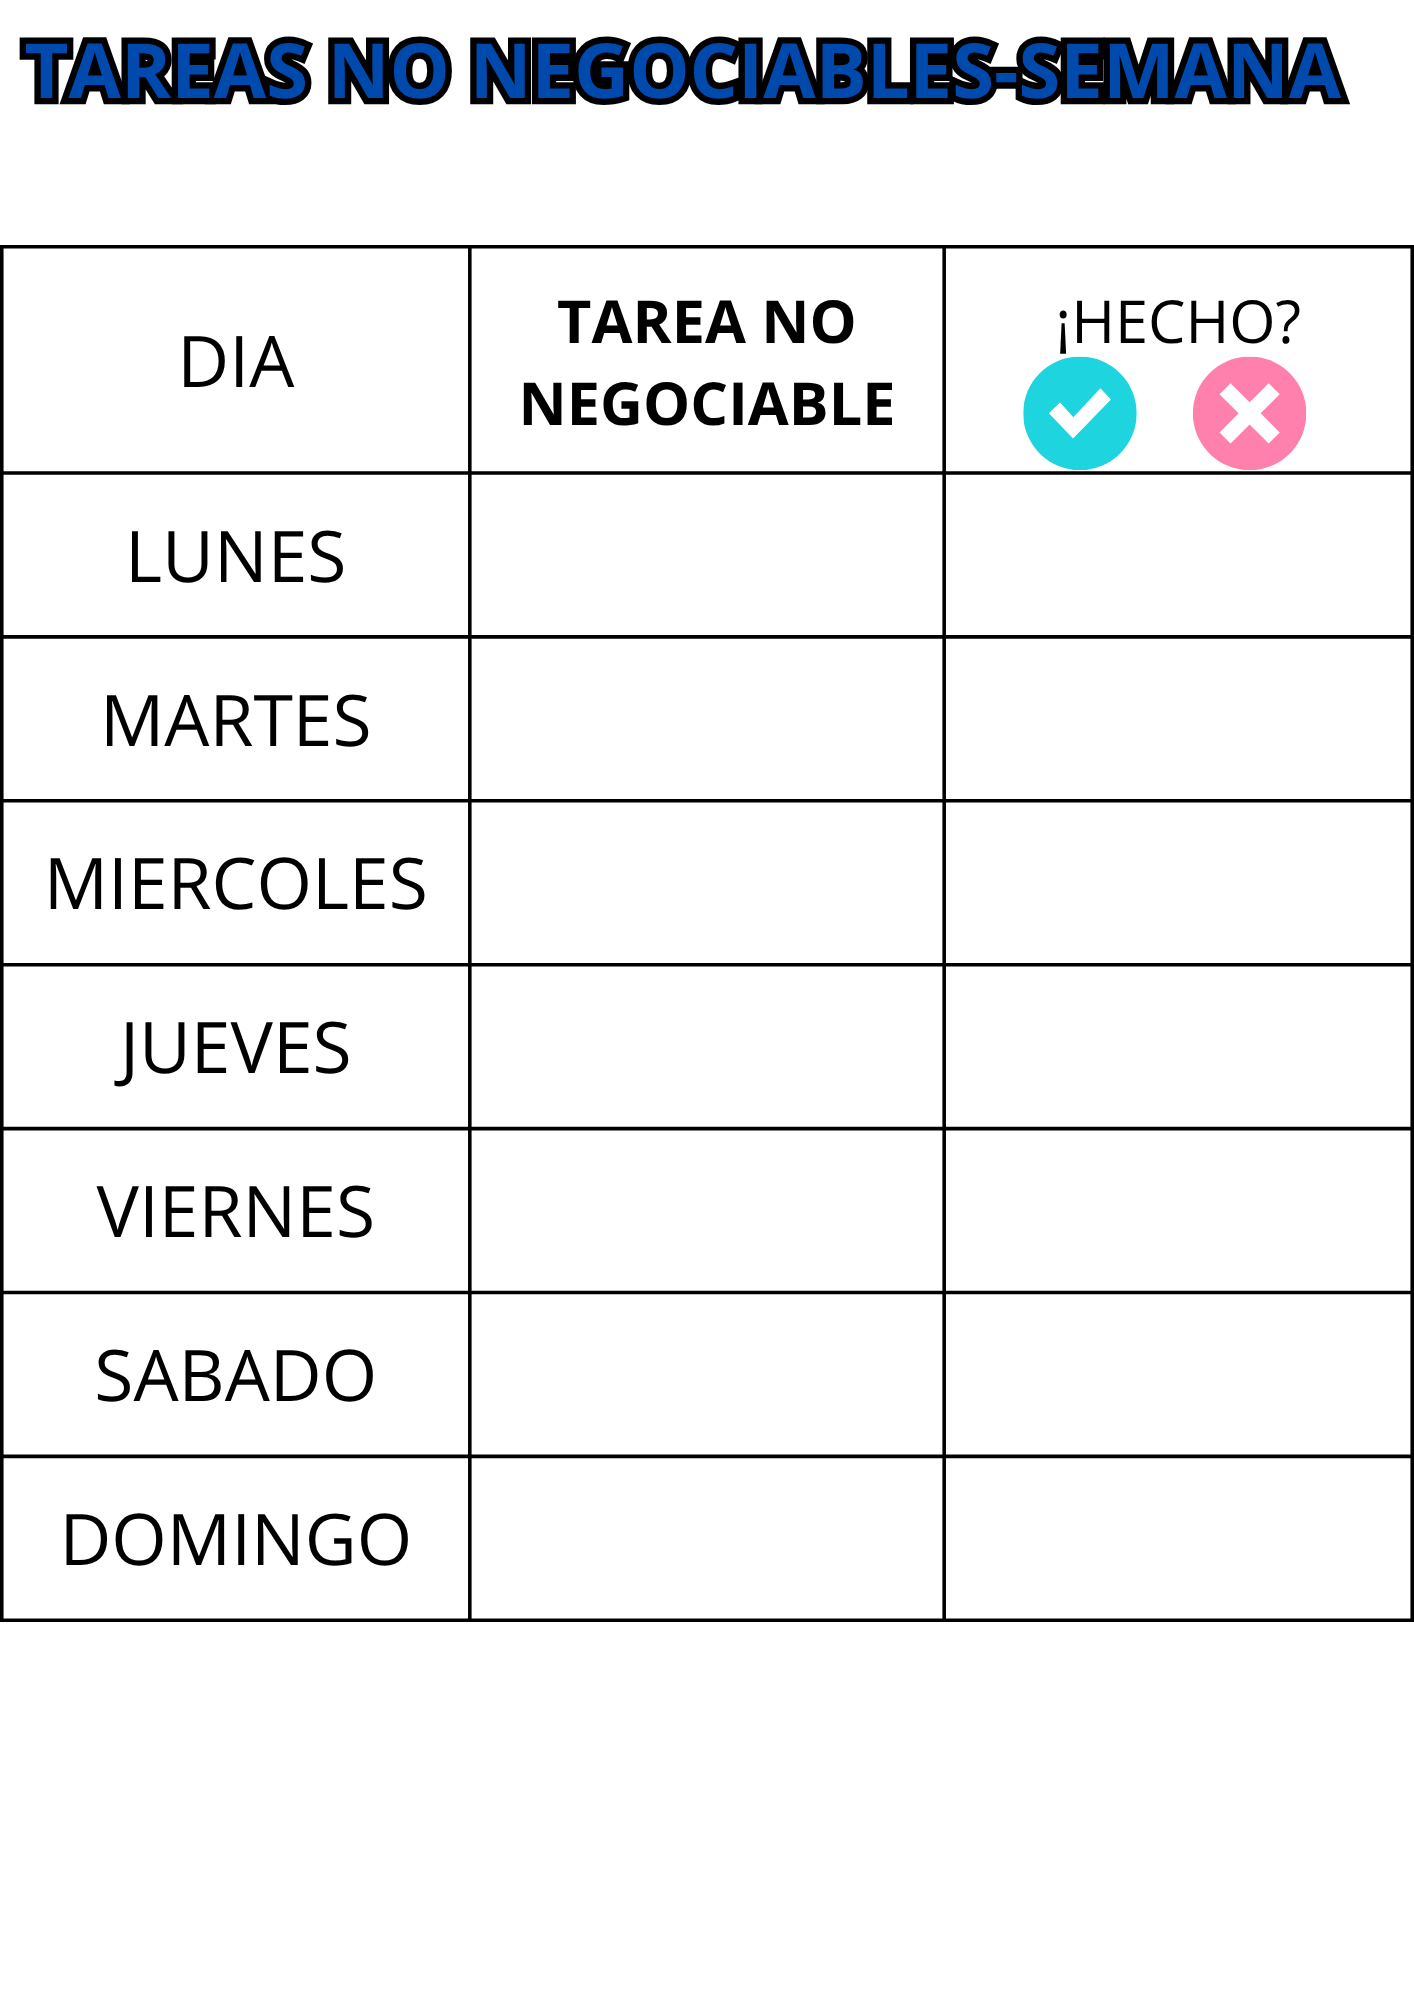 TAREAS NO NEGOCIABLES-SEMANA
DIA
TAREA NO
NEGOCIABLE
¡HECHO?
LUNES
MARTES
MIERCOLES
JUEVES
VIERNES
SABADO
DOMINGO